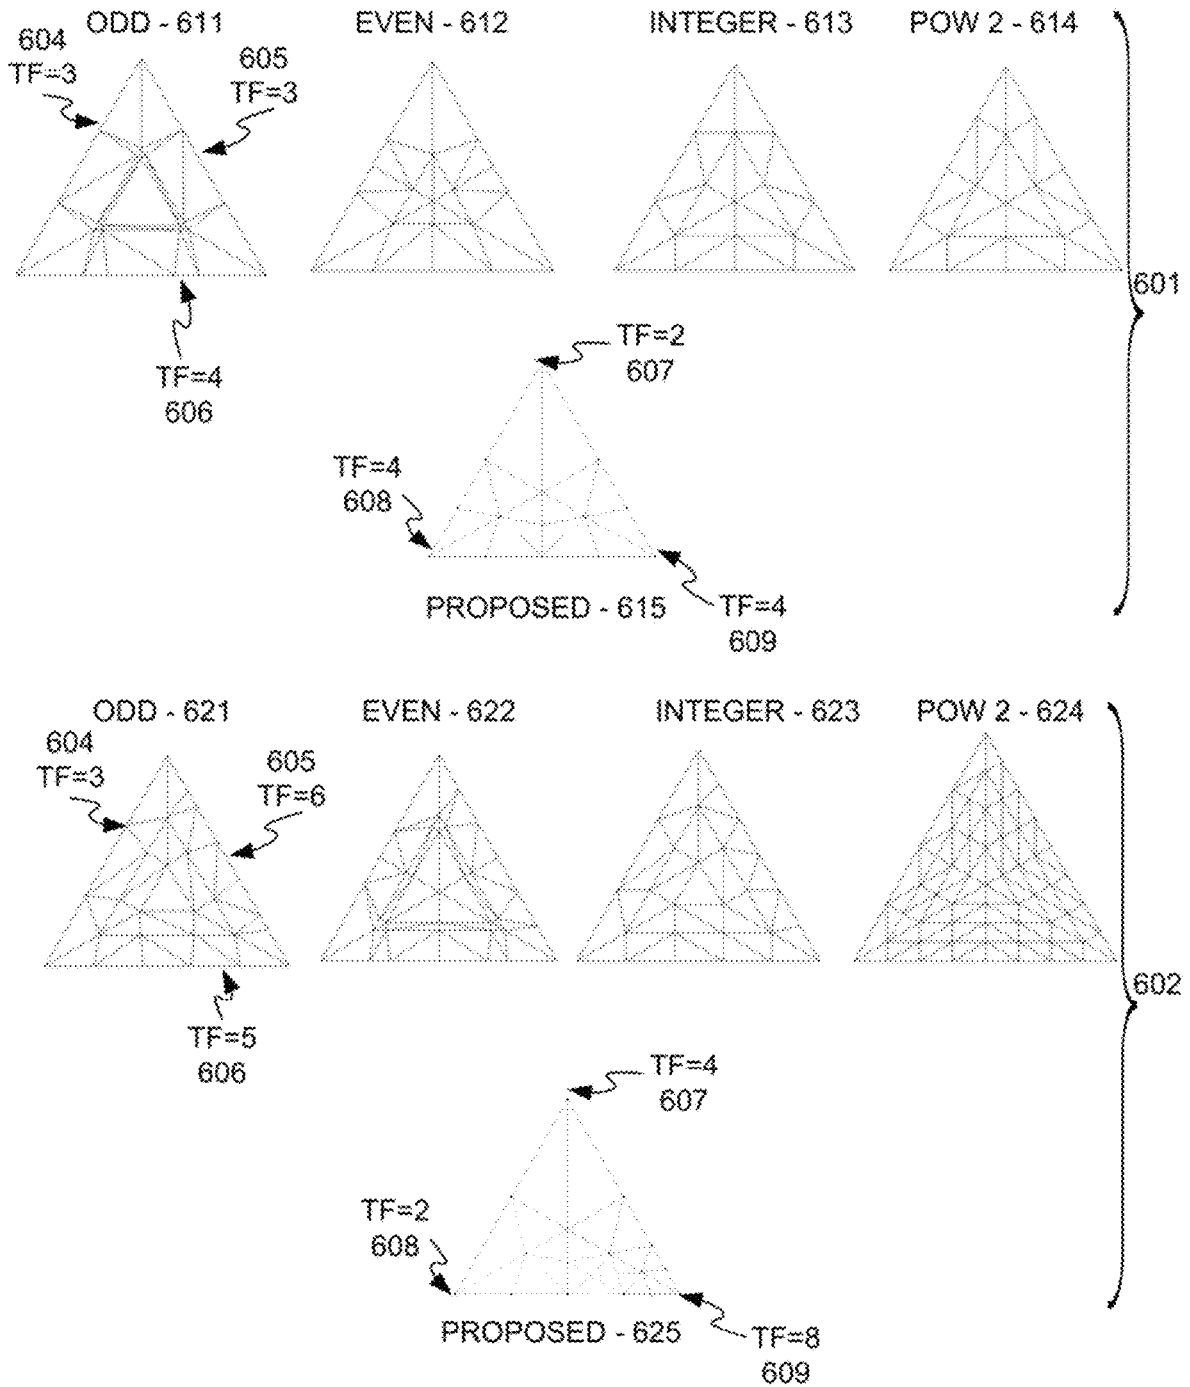 ODD - 611
EVEN - 612
INTEGER - 613
POW 2 - 614
604
TF=3
605
TF=3
601
TF=4
606
TF=2
607
TF=4
608
PROPOSED - 615
TF=4
609
ODD - 621
EVEN - 622
INTEGER - 623
POW 2 - 624
604
TF=3
605
TF=6
602
TF=5
606
TF=4
607
TF=2
608
PROPOSED - 625
TF=8
609